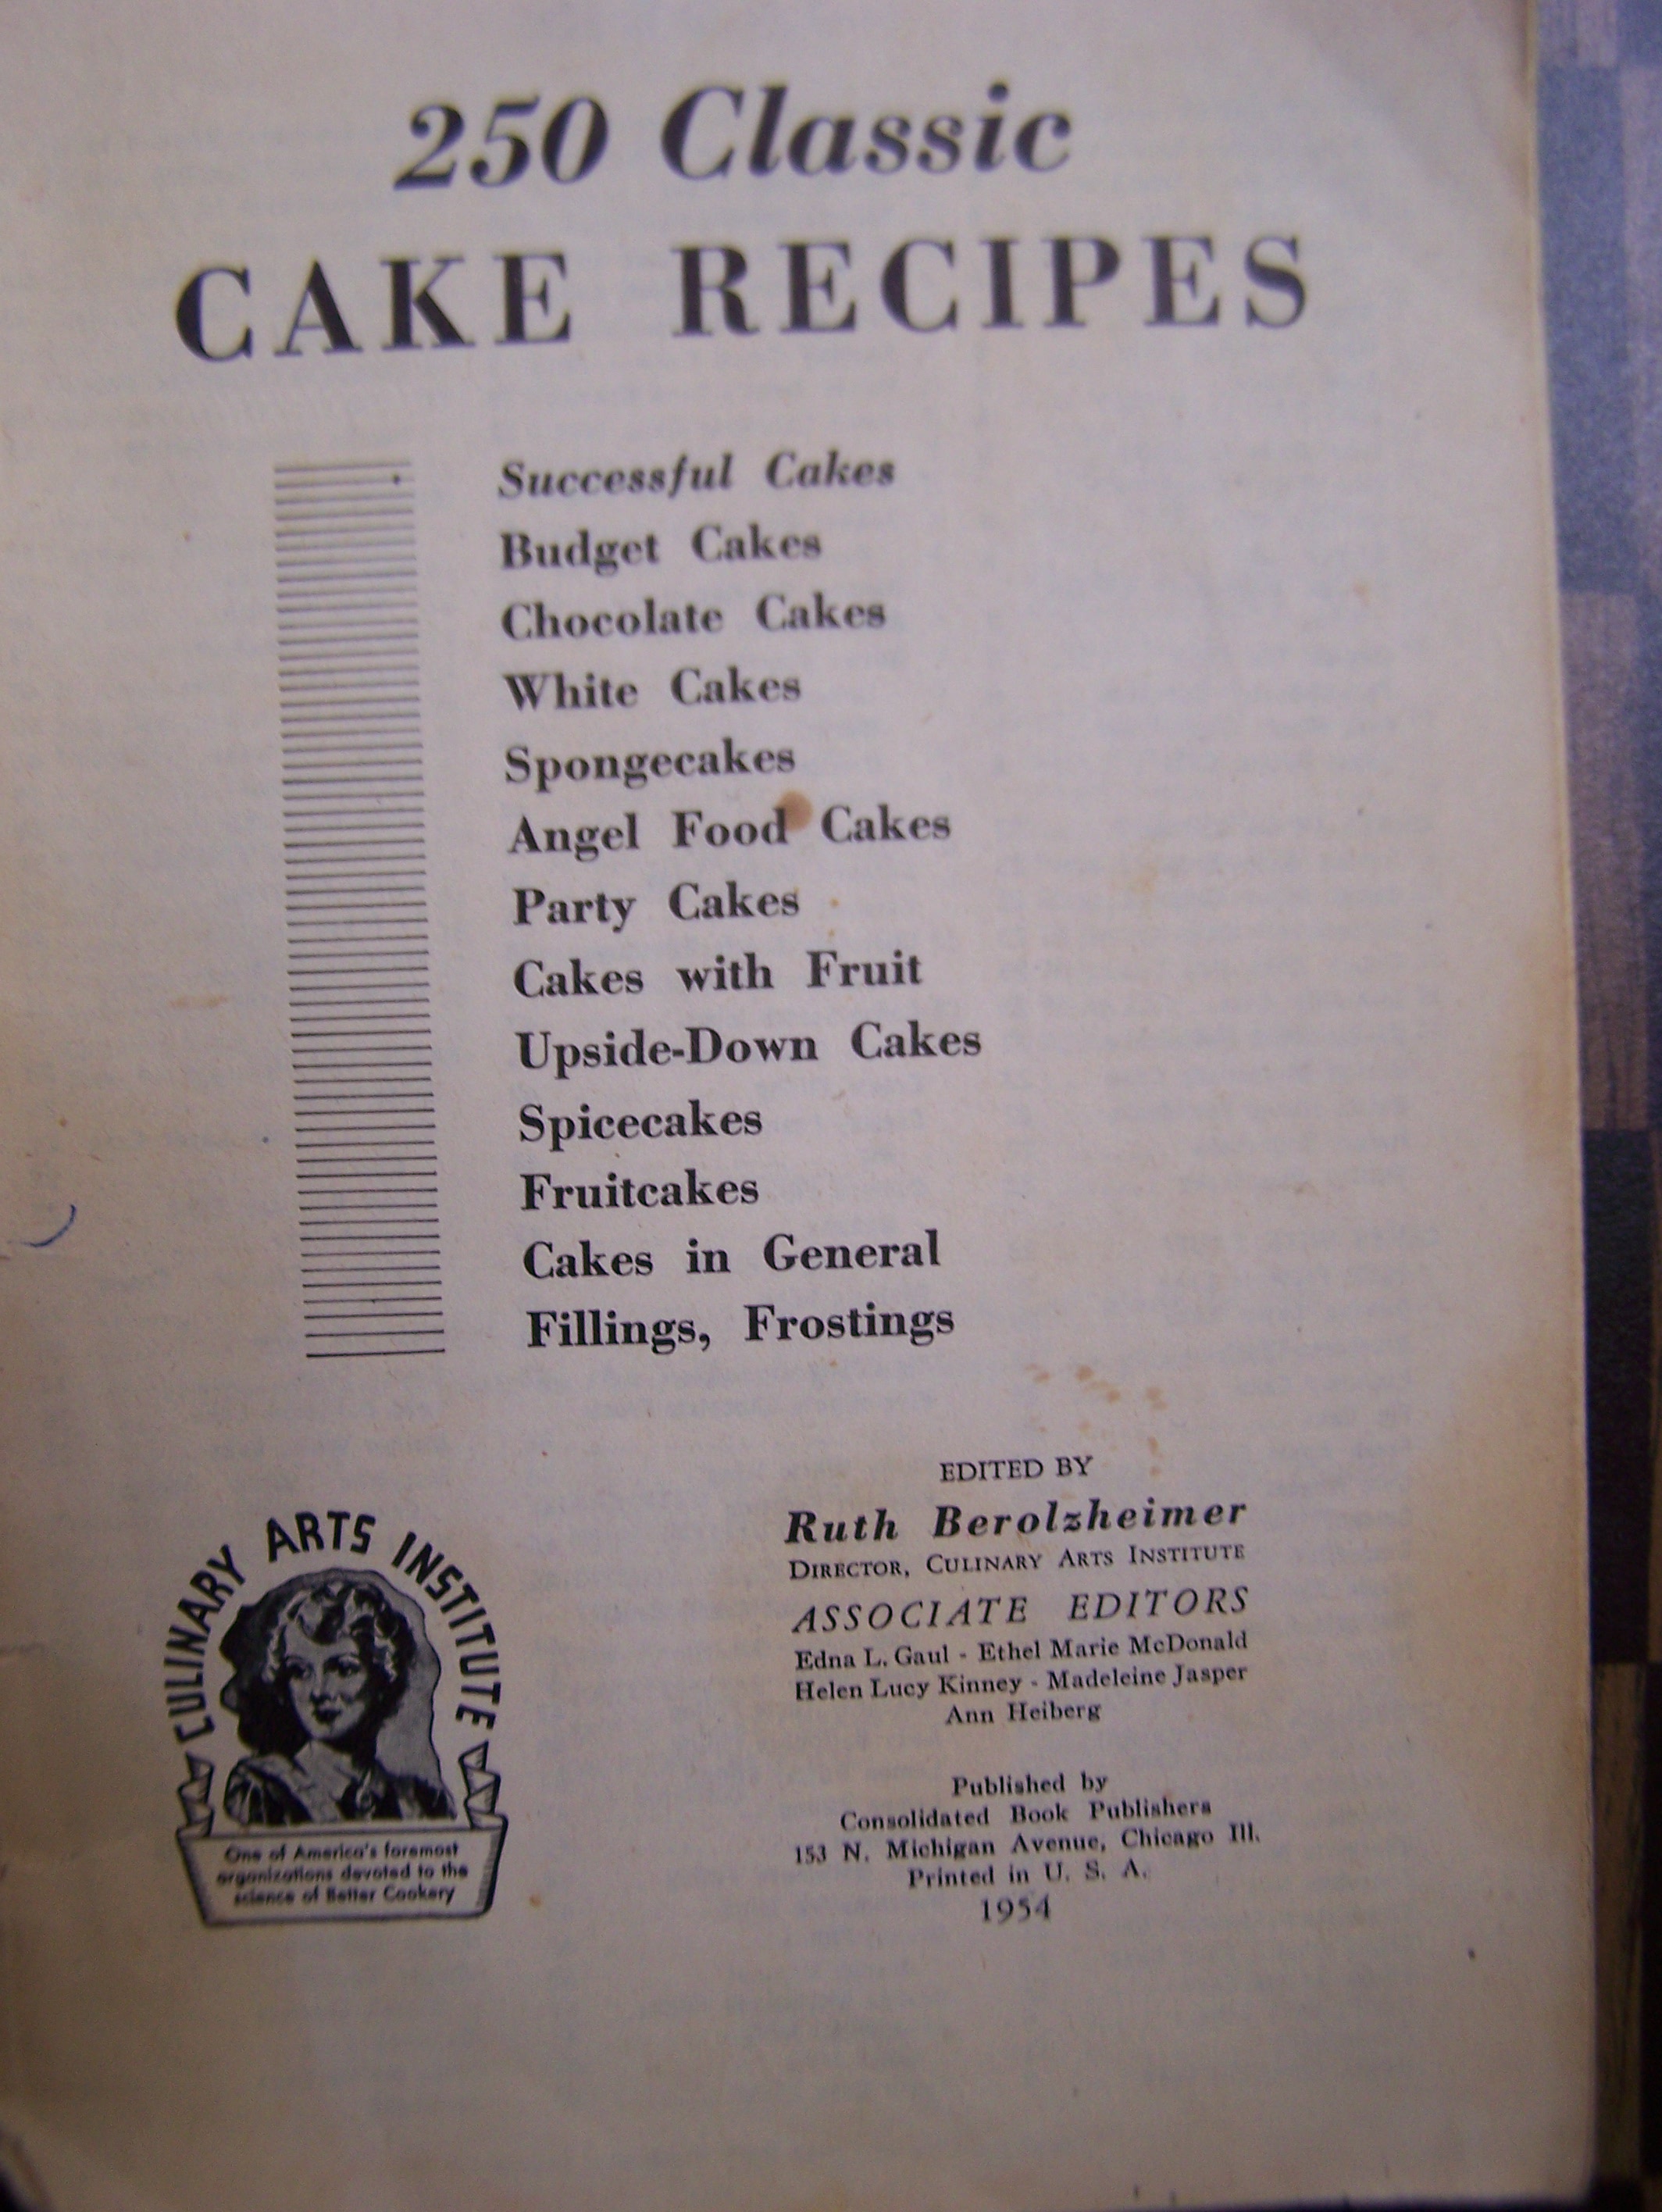 250 Classic
CAKE RECIPES
Successful Cakes
Budget Cakes
Chocolate Cakes
White Cakes
Spongecakes
Angel Food Cakes
Party Cakes
Cakes with Fruit
Upside-Down Cakes
Spicecakes
Fruitcakes
Cakes in General
Fillings, Frostings
EDITED BY
Ruth Berolzheimer
DIRECTOR, CULINARY ARTS INSTITUTE
ASSOCIATE EDITORS
Edna L. Gaul - Ethel Marie McDonald
Helen Lucy Kinney - Madeleine Jasper
Ann Heiberg
Published by
Consolidated Book Publishers
153 N. Michigan Avenue, Chicago Ill.
Printed in U. S. A.
1954
CULINARY ARTS INSTITUTE
One of America's foremost
organizations devoted to the
science of Better Cookery